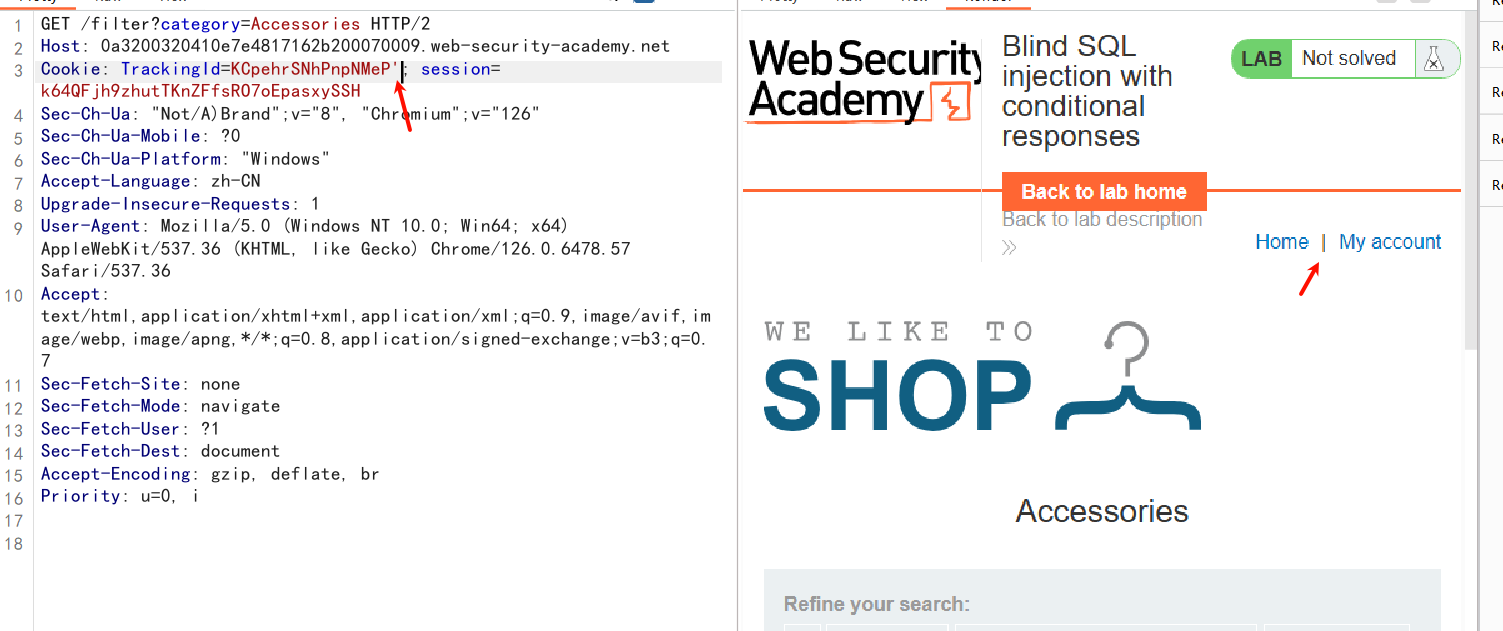 1 GET /filter?category=Accessories HTTP/2
2 Host: 0a3200320410e7e4817162b200070009.web-security-academy.net
3 Cookie: TrackingId=KCpehrSNhPnpNMeP'; session=
k64QFjh9zhutTKnZFfsRO7oEpasxySSH
4 Sec-Ch-Ua: "Not/A)Brand";v="8", "Chromium";v="126"
5 Sec-Ch-Ua-Mobile: ?0
6 Sec-Ch-Ua-Platform: "Windows"
7 Accept-Language: zh-CN
8 Upgrade-Insecure-Requests: 1
9 User-Agent: Mozilla/5.0 (Windows NT 10.0; Win64; x64)
AppleWebKit/537.36 (KHTML, like Gecko) Chrome/126.0.6478.57
Safari/537.36
10 Accept:
text/html,application/xhtml+xml,application/xml;q=0.9,image/avif,im
age/webp,image/apng,*/*;q=0.8,application/signed-exchange;v=b3;q=0.
7
11 Sec-Fetch-Site: none
12 Sec-Fetch-Mode: navigate
13 Sec-Fetch-User: ?1
14 Sec-Fetch-Dest: document
15 Accept-Encoding: gzip, deflate, br
16 Priority: u=0, i
17
18
Web Security
Academy
Blind SQL
injection with
conditional
responses
LAB Not solved
Back to lab home
Back to lab description
Home | My account
WE LIKE TO
SHOP
Accessories
Refine your search: